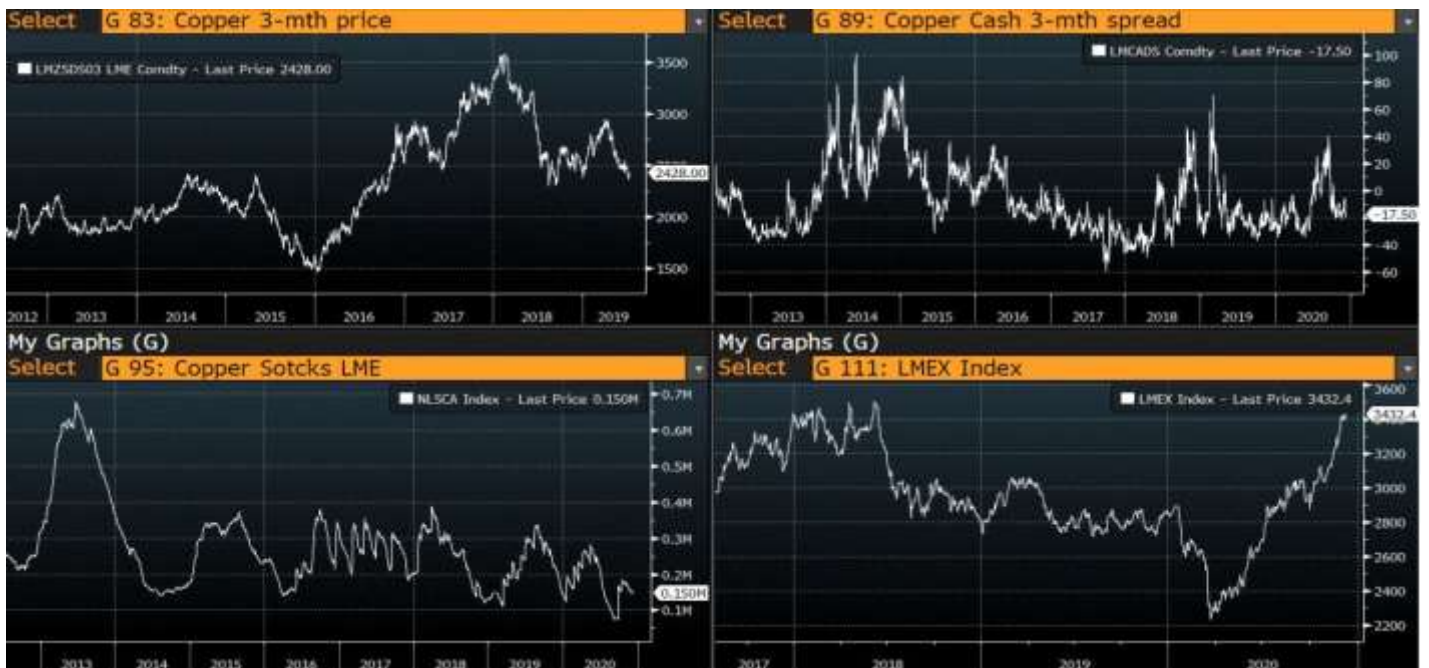 Select G 83: Copper 3-mth price
LMZSDS03 LME Comdty - Last Price 2428.00
3500
3000
2428.00
2000
1500
2012 2013 2014 2015 2016 2017 2018 2019
Select G 89: Copper Cash 3-mth spread
LMCADS Comdty - Last Price -17.50
100
80
60
40
20
0
-17.50
-40
-60
2013 2014 2015 2016 2017 2018 2019 2020
My Graphs (G)
Select G 95: Copper Sotcks LME
NLSCA Index - Last Price 0.150M
0.7M
0.6M
0.5M
0.4M
0.3M
0.2M
0.150M
0.1M
2013 2014 2015 2016 2017 2018 2019 2020
My Graphs (G)
Select G 111: LMEX Index
LMEX Index - Last Price 3432.4
3600
3432.4
3200
3000
2800
2600
2400
2200
2017 2018 2019 2020